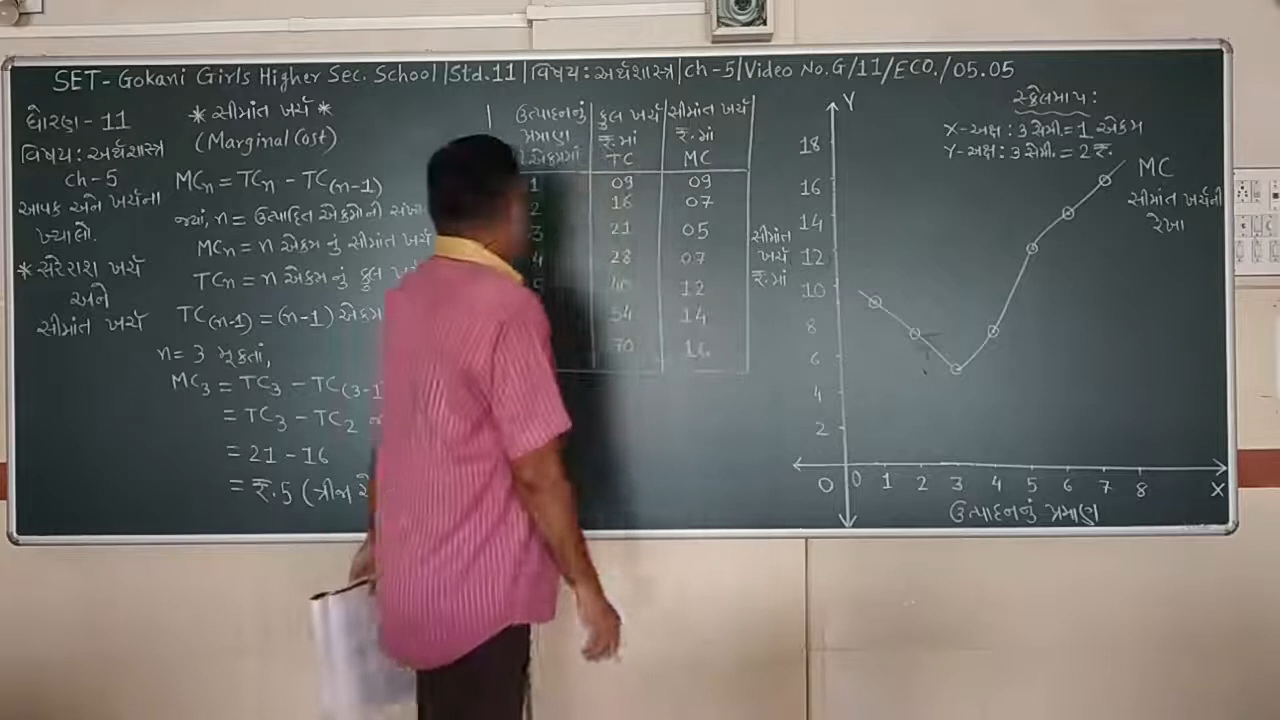 SET- Gokani Girls Higher Sec. School | Std.11 | વિષય: અર્થશાસ્ત્ર | ch-5 / Video No. G/11/ECO./05.05
ધોરણ - 11
વિષય: અર્થશાસ્ત્ર
ch-5
આવક અને ખર્ચના
ખ્યાલો.
* સરેરાશ ખર્ચ
અને
સીમાંત ખર્ચ
* સીમાંત ખર્ચ *
(Marginal Cost)
MCn = TCn - TC(n-1)
જ્યાં, n = ઉત્પાદિત એકમોની
MCn = n એકમ નું સીમાંત ખર્ચ
TCn = n એકમ નું કુલ
TC(n-1) = (n-1) એકમ
n = 3 મૂકતાં,
MC3 = TC3 - TC(3-1
= TC3 - TC2
= 21 - 16
= ₹. 5 (ત્રીજા
ઉત્પાદનનું | કુલ ખર્ચ | સીમાંત ખર્ચ
પ્રમાણ | ₹. માં | ₹. માં
એકમમાં | TC | MC
1 | 09 | 09
2 | 16 | 07
3 | 21 | 05
4 | 28 | 07
40 | 12
54 | 14
70 | 16
Y
સ્કેલમાપ:
X-અક્ષ: 3 સેમી. = 1 એકમ
Y-અક્ષ: 3 સેમી. = 2 ₹.
MC
સીમાંત ખર્ચની
રેખા
સીમાંત
ખર્ચ
₹. માં
18
16
14
12
10
8
6
4
2
O 0 1 2 3 4 5 6 7 8 X
ઉત્પાદનનું પ્રમાણ